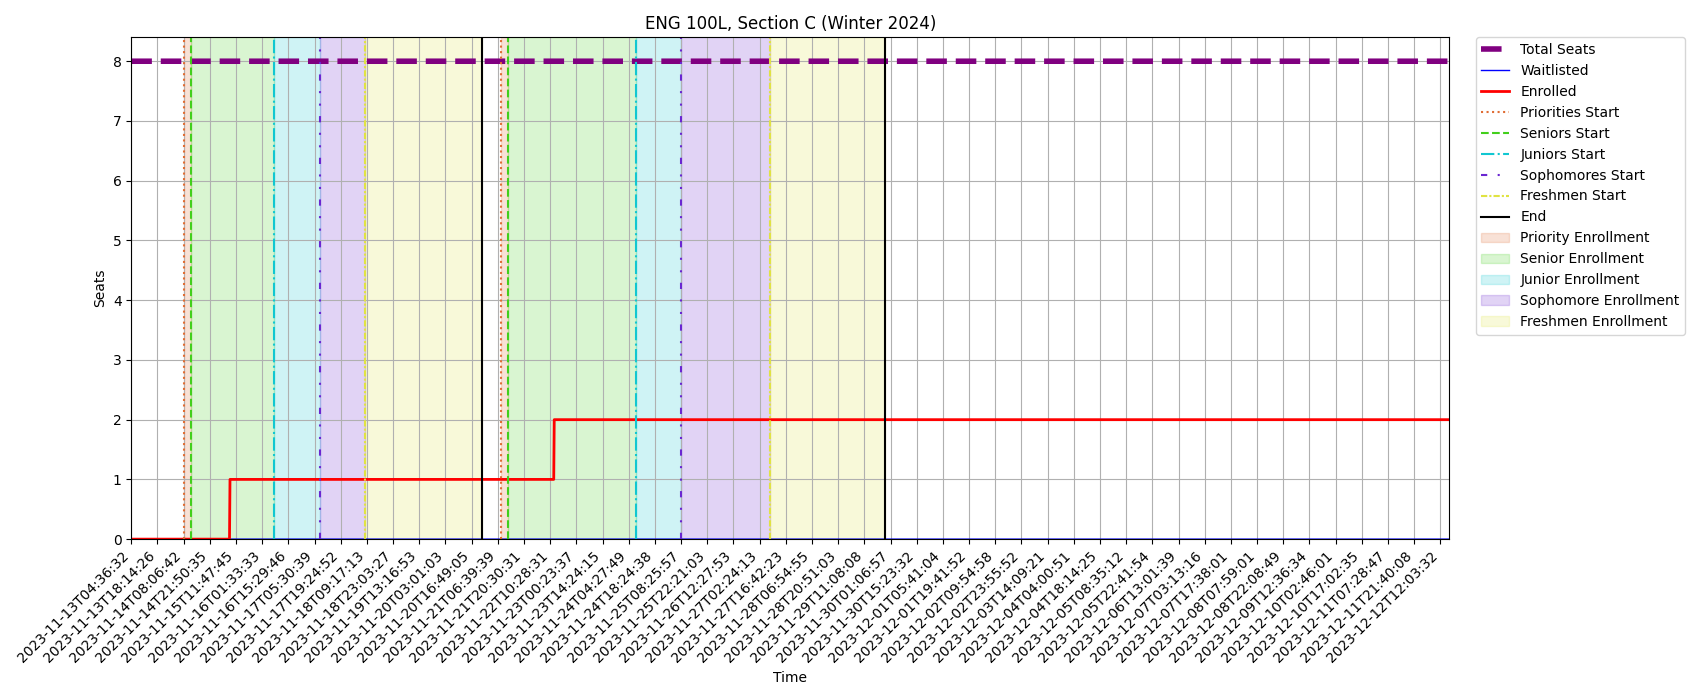 ENG 100L, Section C (Winter 2024)
Seats
8
7
6
5
4
3
2
1
0
2023-11-13T04:36:32
2023-11-13T18:14:26
2023-11-14T08:06:42
2023-11-14T21:50:35
2023-11-15T11:47:45
2023-11-16T01:33:33
2023-11-16T15:29:46
2023-11-17T05:30:39
2023-11-17T19:24:52
2023-11-18T09:17:13
2023-11-18T23:03:27
2023-11-19T13:16:53
2023-11-20T03:01:03
2023-11-20T16:49:05
2023-11-21T06:39:39
2023-11-21T20:30:31
2023-11-22T10:28:31
2023-11-23T00:23:37
2023-11-23T14:24:15
2023-11-24T04:27:49
2023-11-24T18:24:38
2023-11-25T08:25:57
2023-11-25T22:21:03
2023-11-26T12:27:53
2023-11-27T02:24:13
2023-11-27T16:42:23
2023-11-28T06:54:55
2023-11-28T20:51:03
2023-11-29T11:08:08
2023-11-30T01:06:57
2023-11-30T15:23:32
2023-12-01T05:41:04
2023-12-01T19:41:52
2023-12-02T09:54:58
2023-12-02T23:55:52
2023-12-03T14:09:21
2023-12-04T04:00:51
2023-12-04T18:14:25
2023-12-05T08:35:12
2023-12-05T22:41:54
2023-12-06T13:01:39
2023-12-07T03:13:16
2023-12-07T17:38:01
2023-12-08T07:59:01
2023-12-08T22:08:49
2023-12-09T12:36:34
2023-12-10T02:46:01
2023-12-10T17:02:35
2023-12-11T07:28:47
2023-12-11T21:40:08
2023-12-12T12:03:32
Time
Total Seats
Waitlisted
Enrolled
Priorities Start
Seniors Start
Juniors Start
Sophomores Start
Freshmen Start
End
Priority Enrollment
Senior Enrollment
Junior Enrollment
Sophomore Enrollment
Freshmen Enrollment